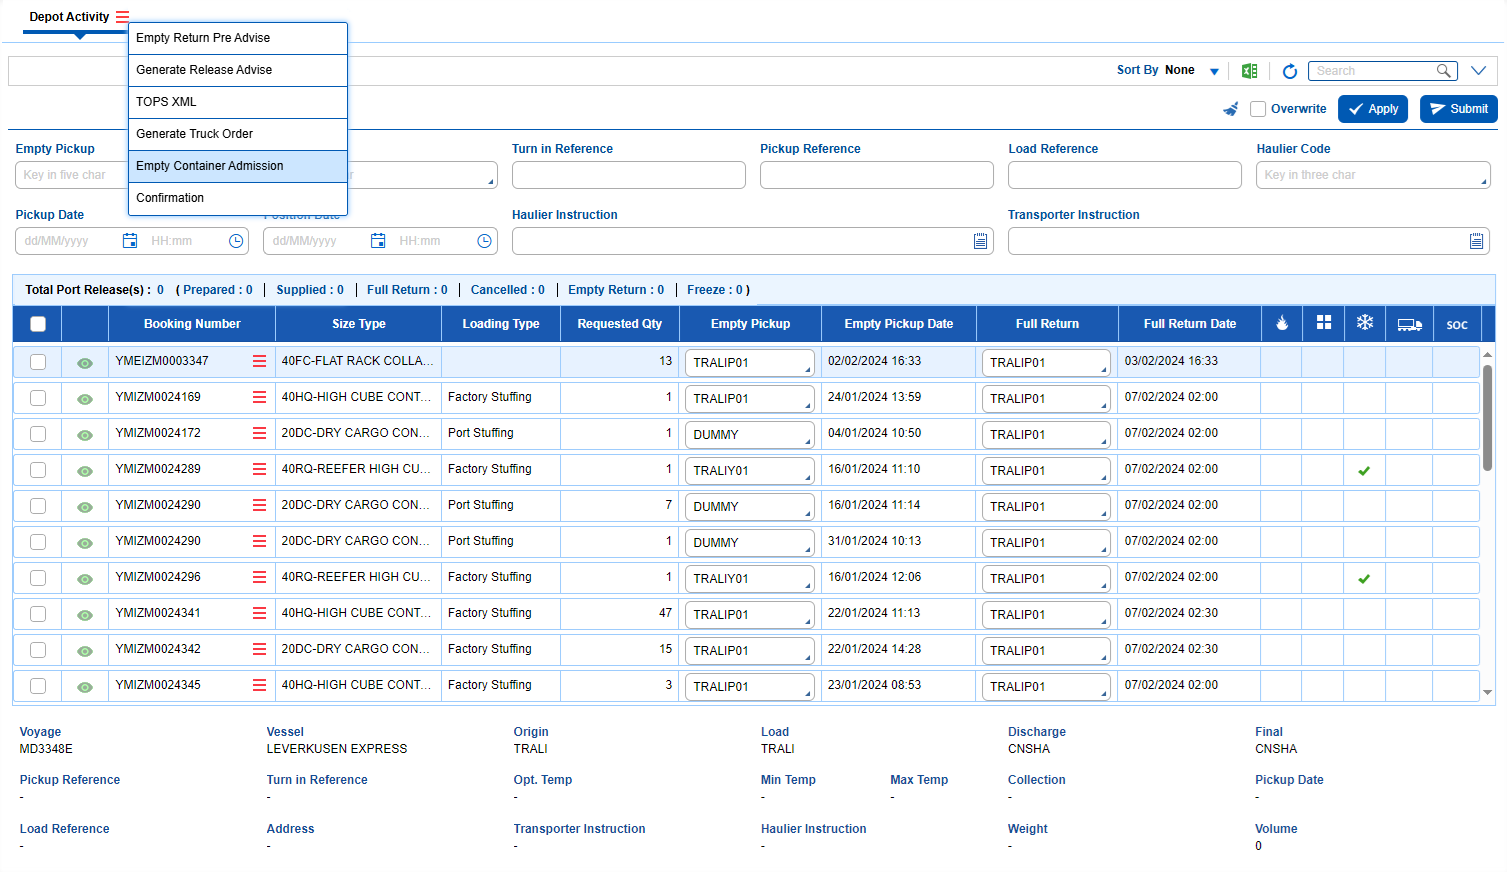 Depot Activity
Empty Return Pre Advise
Generate Release Advise
TOPS XML
Generate Truck Order
Empty Container Admission
Confirmation
Sort By None Search
Overwrite Apply Submit
Empty Pickup Turn in Reference Pickup Reference Load Reference Haulier Code
Key in five char Key in three char
Pickup Date Position Date Haulier Instruction Transporter Instruction
dd/MM/yyyy HH:mm dd/MM/yyyy HH:mm
Total Port Release(s) : 0 ( Prepared : 0 | Supplied : 0 | Full Return : 0 | Cancelled : 0 | Empty Return : 0 | Freeze : 0 )
Booking Number Size Type Loading Type Requested Qty Empty Pickup Empty Pickup Date Full Return Full Return Date SOC
YMEIZM0003347 40FC-FLAT RACK COLLA... 13 TRALIP01 02/02/2024 16:33 TRALIP01 03/02/2024 16:33
YMIZM0024169 40HQ-HIGH CUBE CONT... Factory Stuffing 1 TRALIP01 24/01/2024 13:59 TRALIP01 07/02/2024 02:00
YMIZM0024172 20DC-DRY CARGO CON... Port Stuffing 1 DUMMY 04/01/2024 10:50 TRALIP01 07/02/2024 02:00
YMIZM0024289 40RQ-REEFER HIGH CU... Factory Stuffing 1 TRALIY01 16/01/2024 11:10 TRALIP01 07/02/2024 02:00
YMIZM0024290 20DC-DRY CARGO CON... Port Stuffing 7 DUMMY 16/01/2024 11:14 TRALIP01 07/02/2024 02:00
YMIZM0024290 20DC-DRY CARGO CON... Port Stuffing 1 DUMMY 31/01/2024 10:13 TRALIP01 07/02/2024 02:00
YMIZM0024296 40RQ-REEFER HIGH CU... Factory Stuffing 1 TRALIY01 16/01/2024 12:06 TRALIP01 07/02/2024 02:00
YMIZM0024341 40HQ-HIGH CUBE CONT... Factory Stuffing 47 TRALIP01 22/01/2024 11:13 TRALIP01 07/02/2024 02:30
YMIZM0024342 20DC-DRY CARGO CON... Factory Stuffing 15 TRALIP01 22/01/2024 14:28 TRALIP01 07/02/2024 02:30
YMIZM0024345 40HQ-HIGH CUBE CONT... Factory Stuffing 3 TRALIP01 23/01/2024 08:53 TRALIP01 07/02/2024 02:00
Voyage Vessel Origin Load Discharge Final
MD3348E LEVERKUSEN EXPRESS TRALI TRALI CNSHA CNSHA
Pickup Reference Turn in Reference Opt. Temp Min Temp Max Temp Collection Pickup Date
- - - - - - -
Load Reference Address Transporter Instruction Haulier Instruction Weight Volume
- - - - - 0